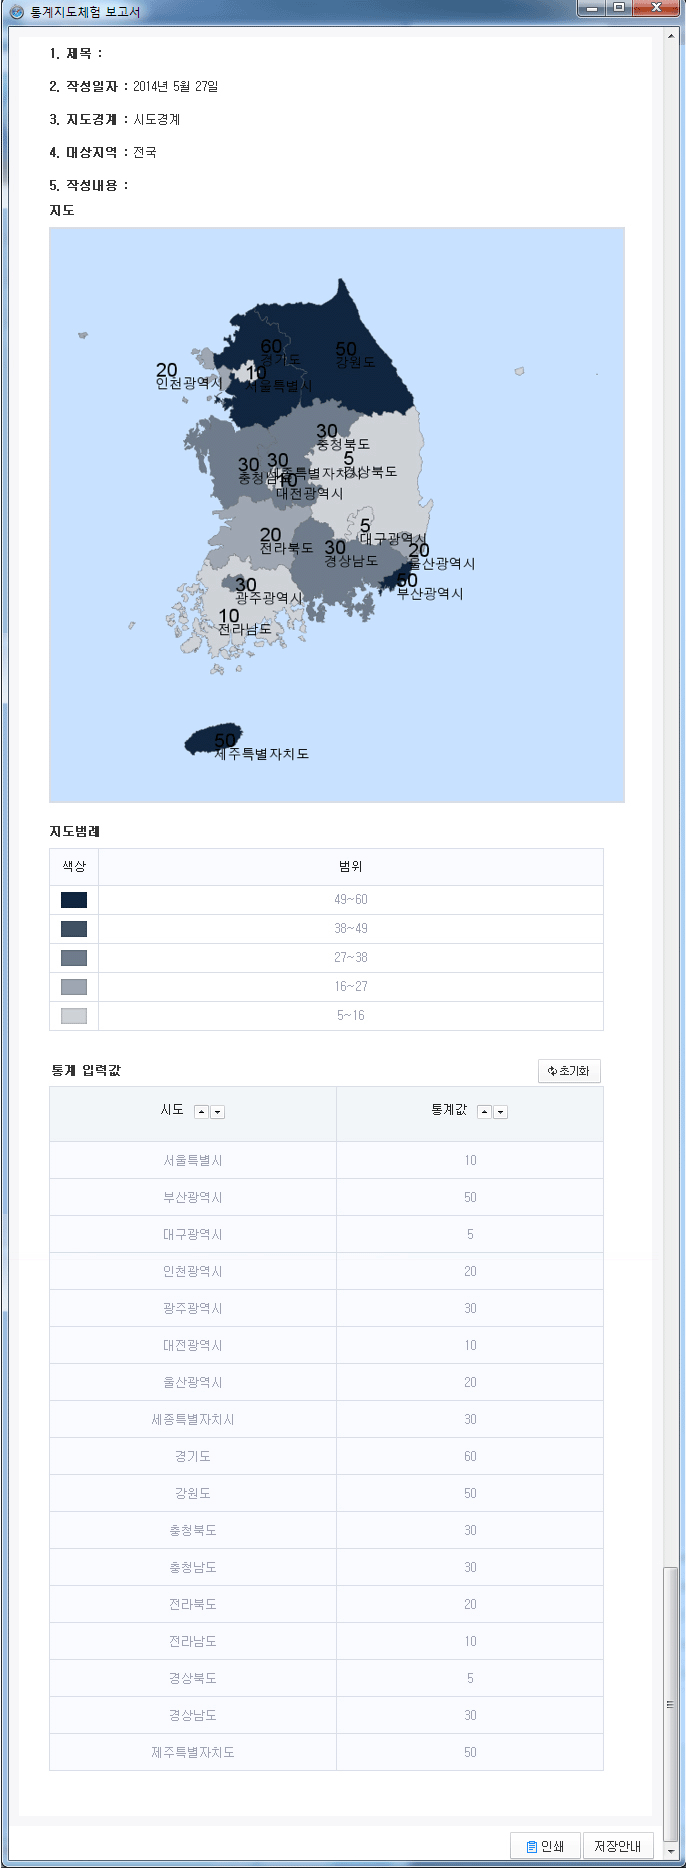 통계지도체험 보고서
1. 제목 :
2. 작성일자 : 2014년 5월 27일
3. 지도경계 : 시도경계
4. 대상지역 : 전국
5. 작성내용 :
지도
60
경기도
50
강원도
20
인천광역시
10
서울특별시
30
충청북도
30
충청남도
30
세종특별자치시
5
경상북도
10
대전광역시
5
대구광역시
20
전라북도
30
경상남도
20
울산광역시
50
부산광역시
30
광주광역시
10
전라남도
50
제주특별자치도
지도범례
색상 범위
49~60
38~49
27~38
16~27
5~16
통계 입력값 초기화
시도 통계값
서울특별시 10
부산광역시 50
대구광역시 5
인천광역시 20
광주광역시 30
대전광역시 10
울산광역시 20
세종특별자치시 30
경기도 60
강원도 50
충청북도 30
충청남도 30
전라북도 20
전라남도 10
경상북도 5
경상남도 30
제주특별자치도 50
인쇄 저장안내